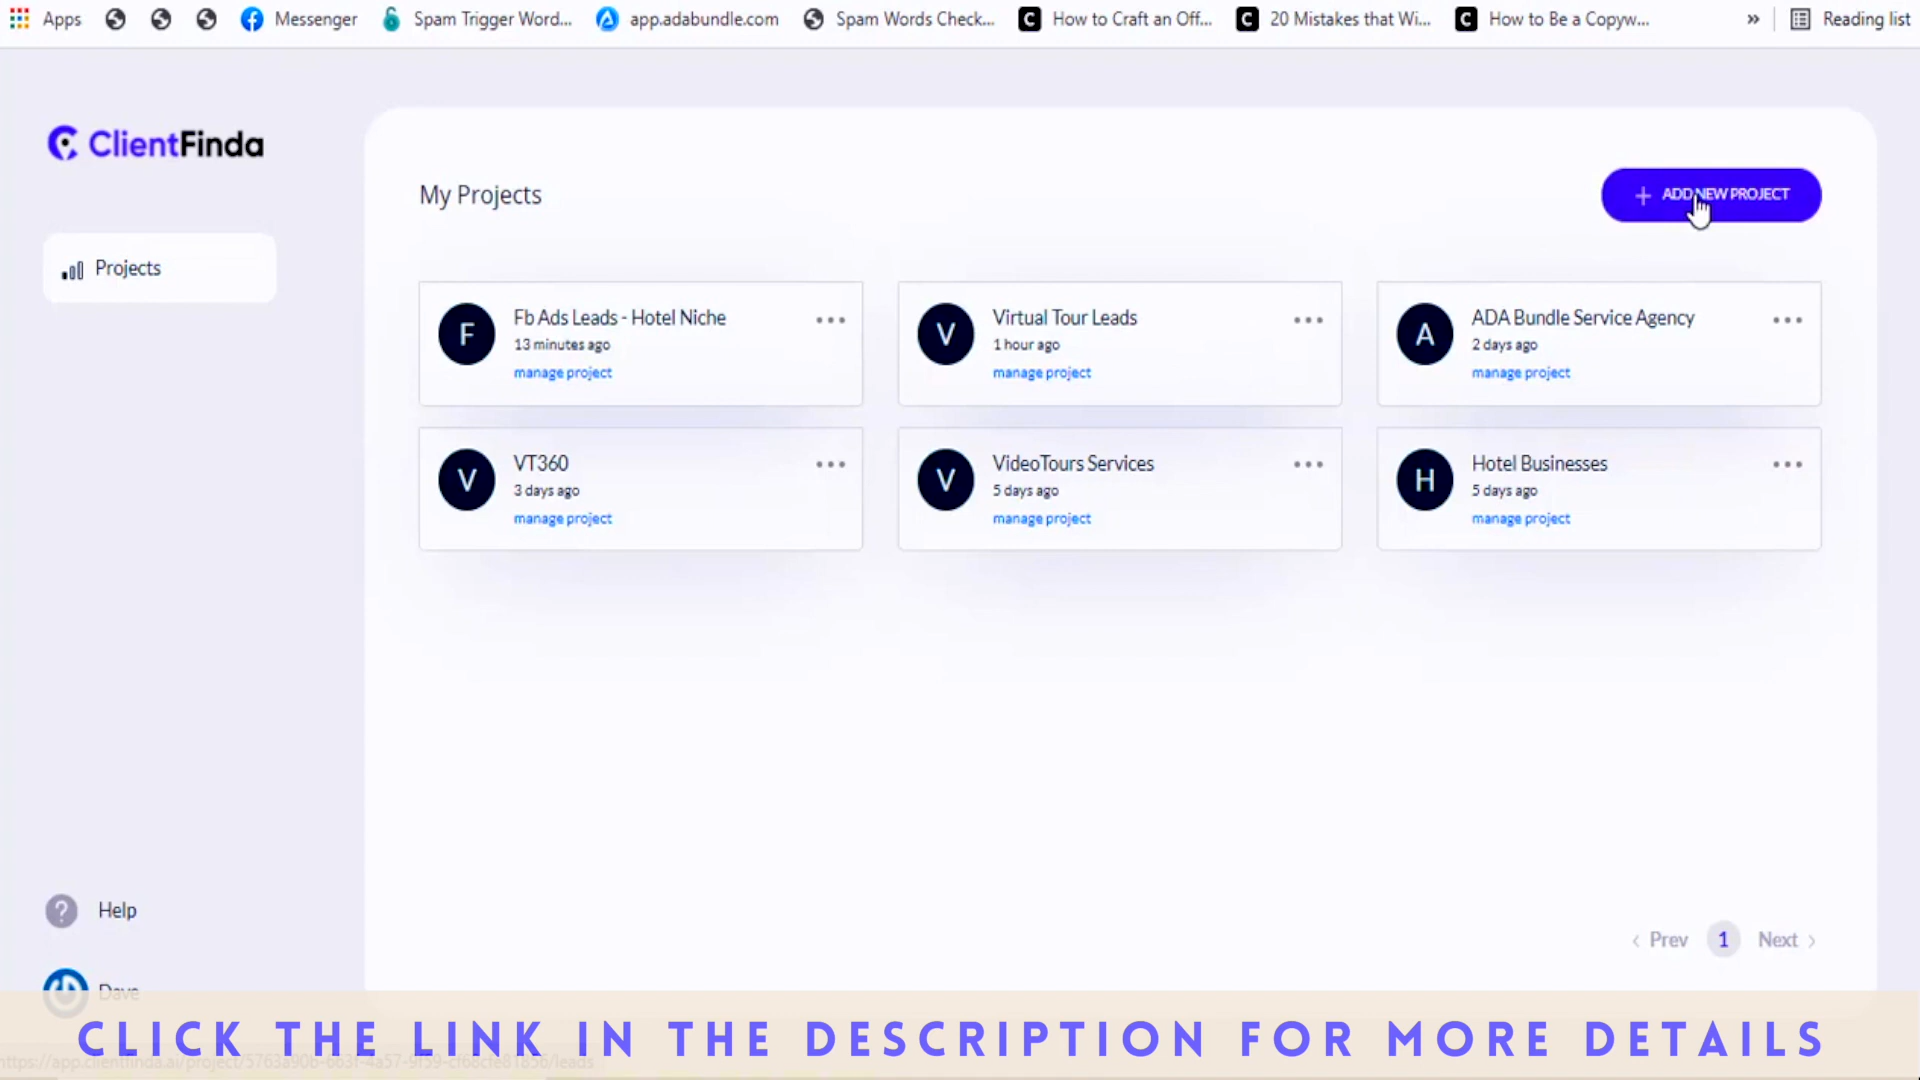 Apps Messenger Spam Trigger Word... app.adabundle.com Spam Words Check... C How to Craft an Off... C 20 Mistakes that Wi... C How to Be a Copyw... » Reading list
ClientFinda
My Projects
+ ADD NEW PROJECT
Projects
F Fb Ads Leads - Hotel Niche
13 minutes ago
manage project
V Virtual Tour Leads
1 hour ago
manage project
A ADA Bundle Service Agency
2 days ago
manage project
V VT360
3 days ago
manage project
V VideoTours Services
5 days ago
manage project
H Hotel Businesses
5 days ago
manage project
? Help
‹ Prev 1 Next ›
Dave
CLICK THE LINK IN THE DESCRIPTION FOR MORE DETAILS